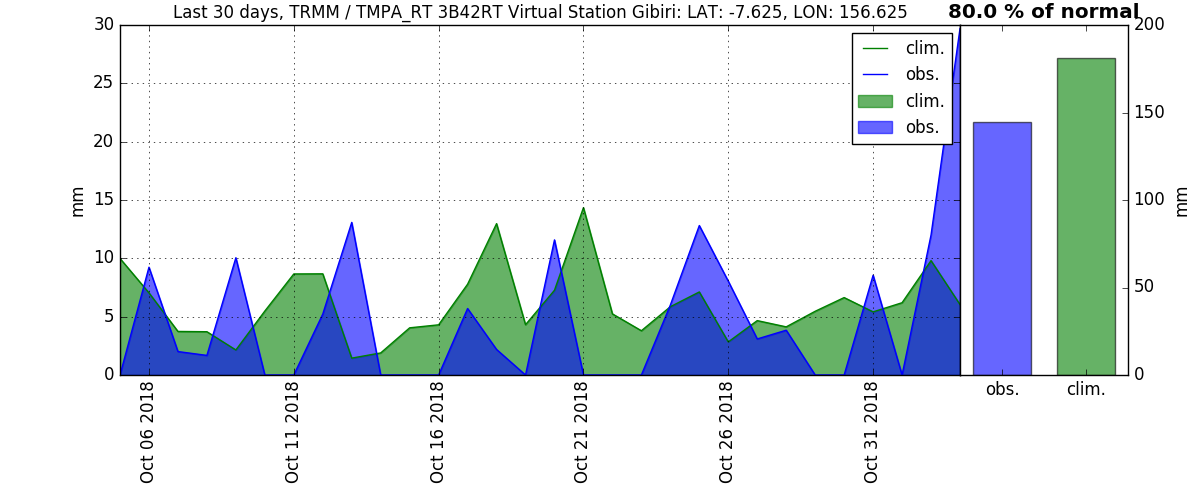 Last 30 days, TRMM / TMPA_RT 3B42RT Virtual Station Gibiri: LAT: -7.625, LON: 156.625
80.0 % of normal
30
25
20
15
10
5
0
mm
clim.
obs.
clim.
obs.
200
150
100
50
0
mm
obs.
clim.
Oct 06 2018
Oct 11 2018
Oct 16 2018
Oct 21 2018
Oct 26 2018
Oct 31 2018